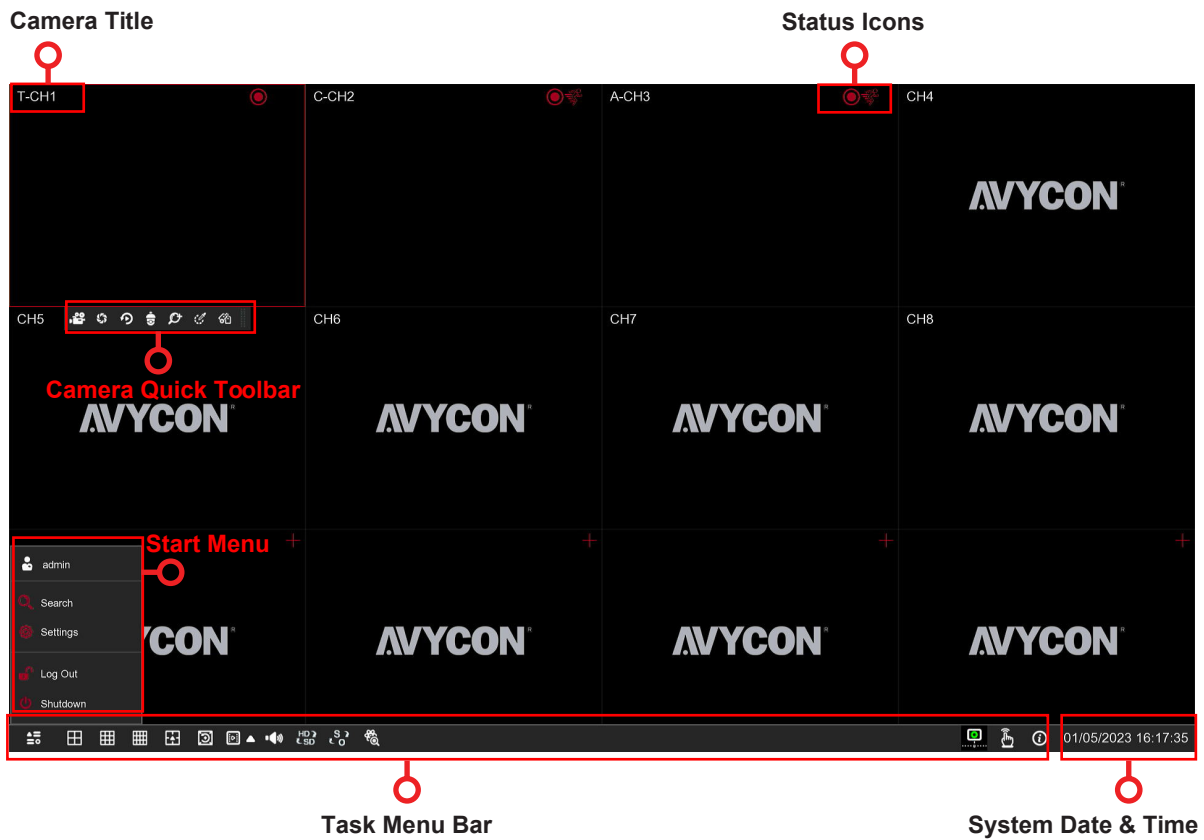 Camera Title
Status Icons
T-CH1
C-CH2
A-CH3
CH4
AVYCON R
CH5
CH6
CH7
CH8
Camera Quick Toolbar
AVYCON R
AVYCON R
AVYCON R
AVYCON R
Start Menu
admin
Search
Settings
Log Out
Shutdown
YCON R
AVYCON R
AVYCON R
AVYCON R
HD
SD
S
O
01/05/2023 16:17:35
Task Menu Bar
System Date & Time